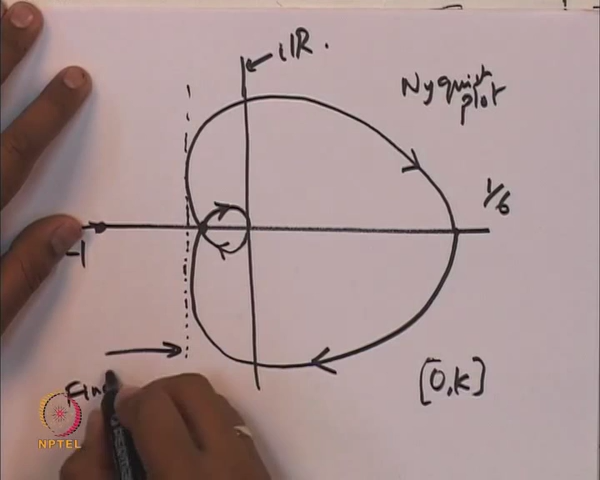 iℝ.
Nyquist
plot
1/6
-1
[0,K]
Fin
NPTEL